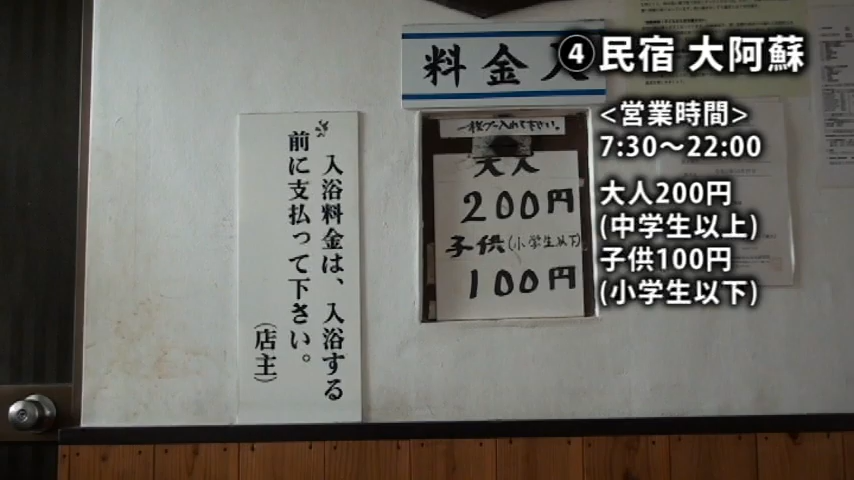 ④民宿 大阿蘇
<営業時間>
7:30～22:00
大人200円
(中学生以上)
子供100円
(小学生以下)
料金入
一枚づつ入れて下さい。
大人
200円
子供(小学生以下)
100円
入浴料金は、入浴する
前に支払って下さい。
(店主)